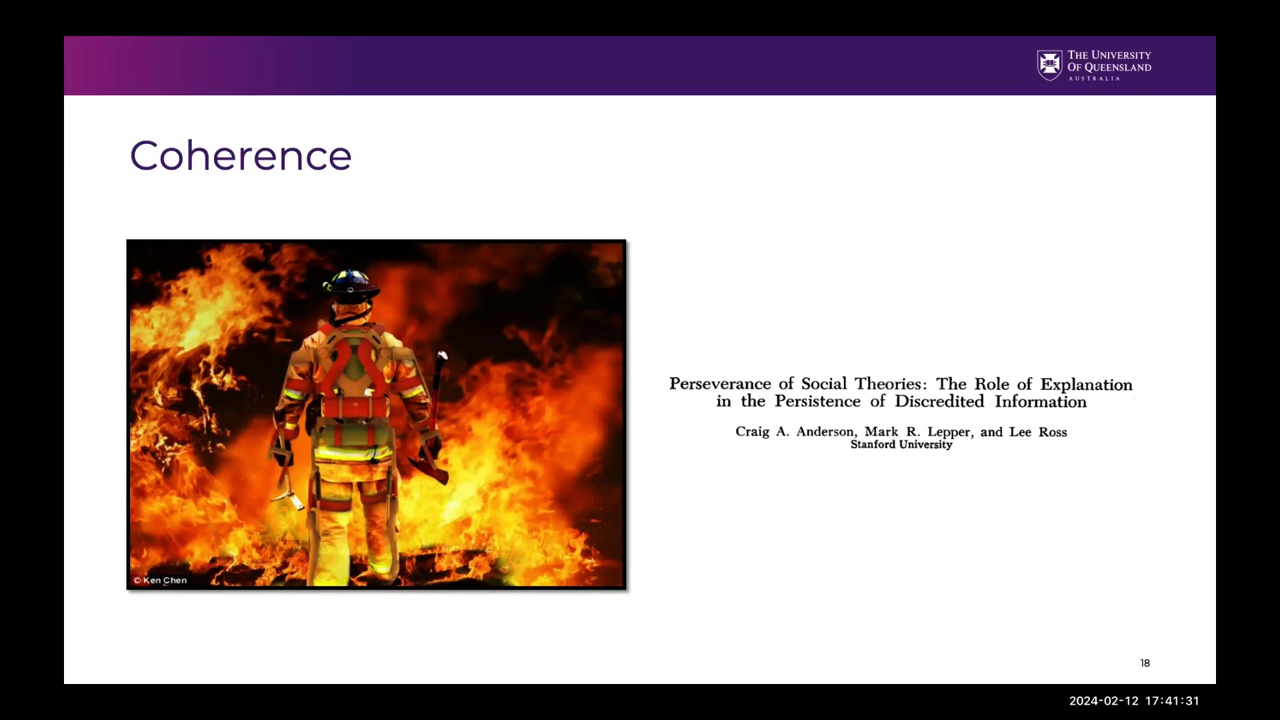 THE UNIVERSITY
OF QUEENSLAND
AUSTRALIA
Coherence
© Ken Chen
Perseverance of Social Theories: The Role of Explanation
in the Persistence of Discredited Information
Craig A. Anderson, Mark R. Lepper, and Lee Ross
Stanford University
18
2024-02-12 17:41:31